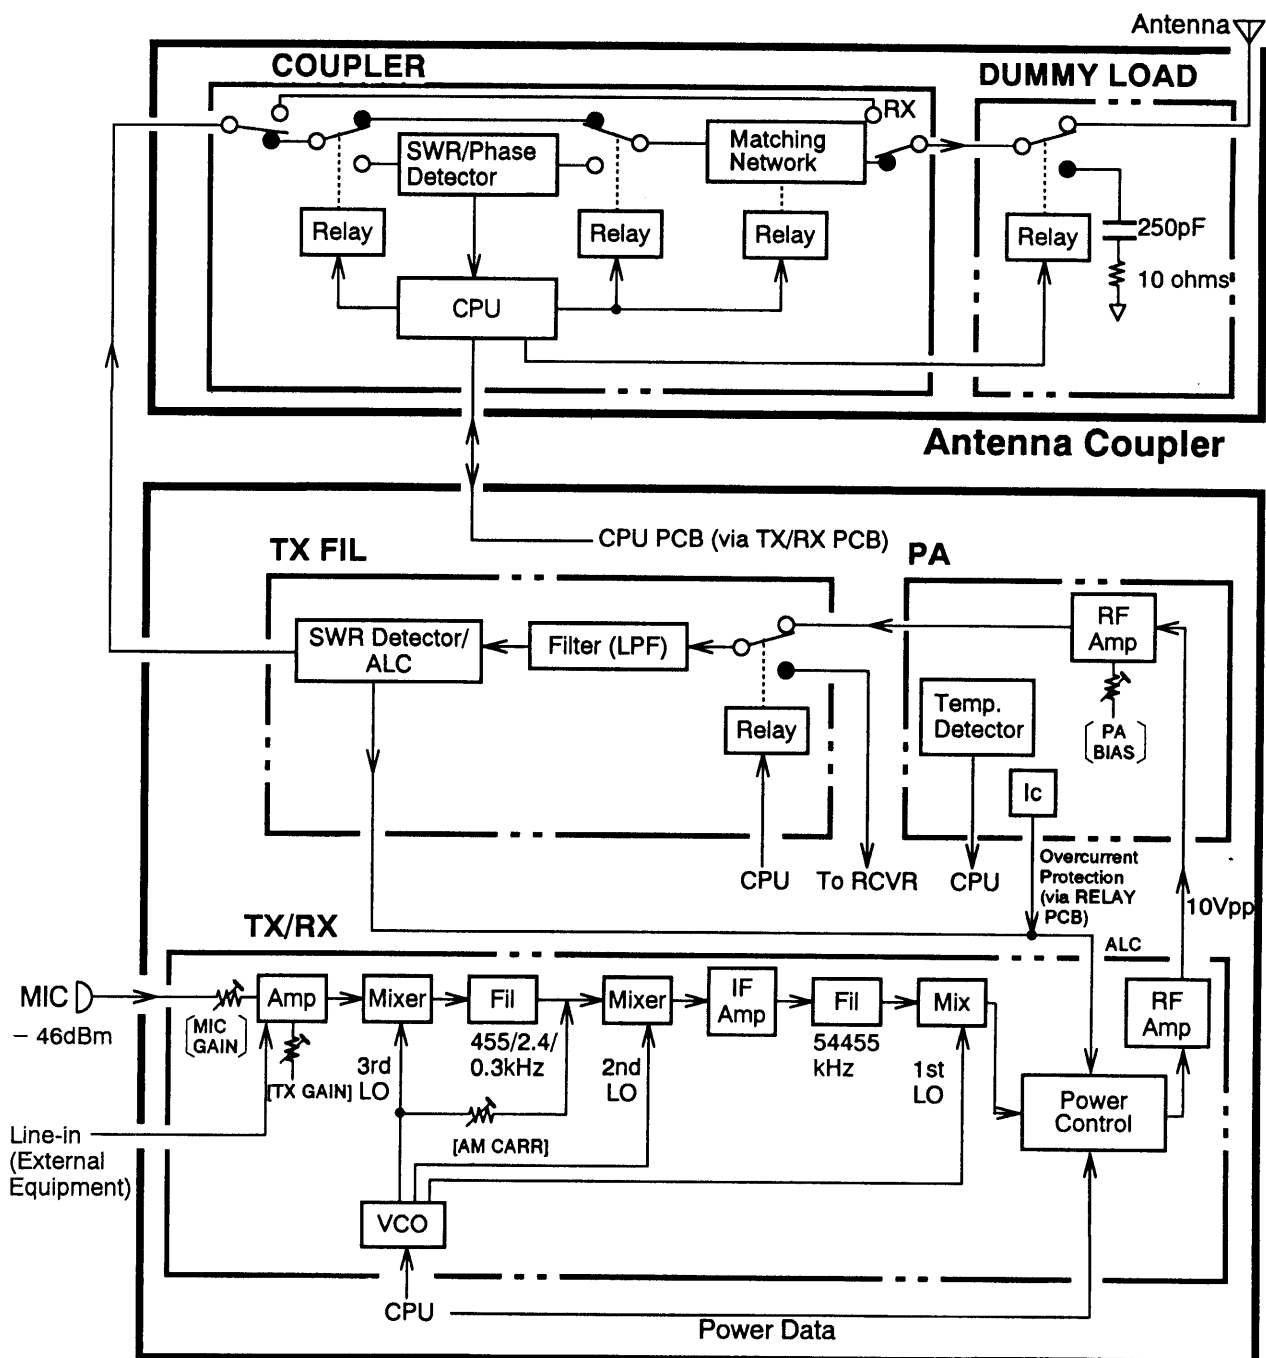 Antenna
COUPLER
DUMMY LOAD
RX
SWR/Phase
Detector
Matching
Network
Relay
Relay
Relay
Relay
250pF
10 ohms
CPU
Antenna Coupler
CPU PCB (via TX/RX PCB)
TX FIL
PA
SWR Detector/
ALC
Filter (LPF)
RF
Amp
Temp.
Detector
PA
BIAS
Relay
Ic
CPU
To RCVR
CPU
Overcurrent
Protection
(via RELAY
PCB)
10Vpp
TX/RX
ALC
MIC
– 46dBm
[MIC
GAIN]
Amp
Mixer
Fil
Mixer
IF
Amp
Fil
Mix
RF
Amp
[TX GAIN]
3rd
LO
455/2.4/
0.3kHz
2nd
LO
54455
kHz
1st
LO
Power
Control
[AM CARR]
Line-in
(External
Equipment)
VCO
CPU
Power Data